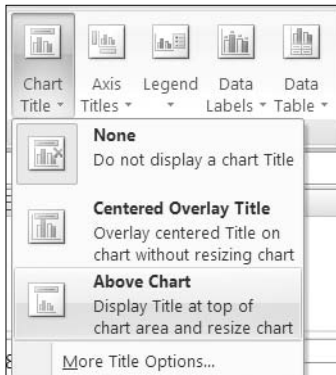 Chart Axis Legend Data Data
Title Titles Labels Table
None
Do not display a chart Title
Centered Overlay Title
Overlay centered Title on
chart without resizing chart
Above Chart
Display Title at top of
chart area and resize chart
More Title Options...